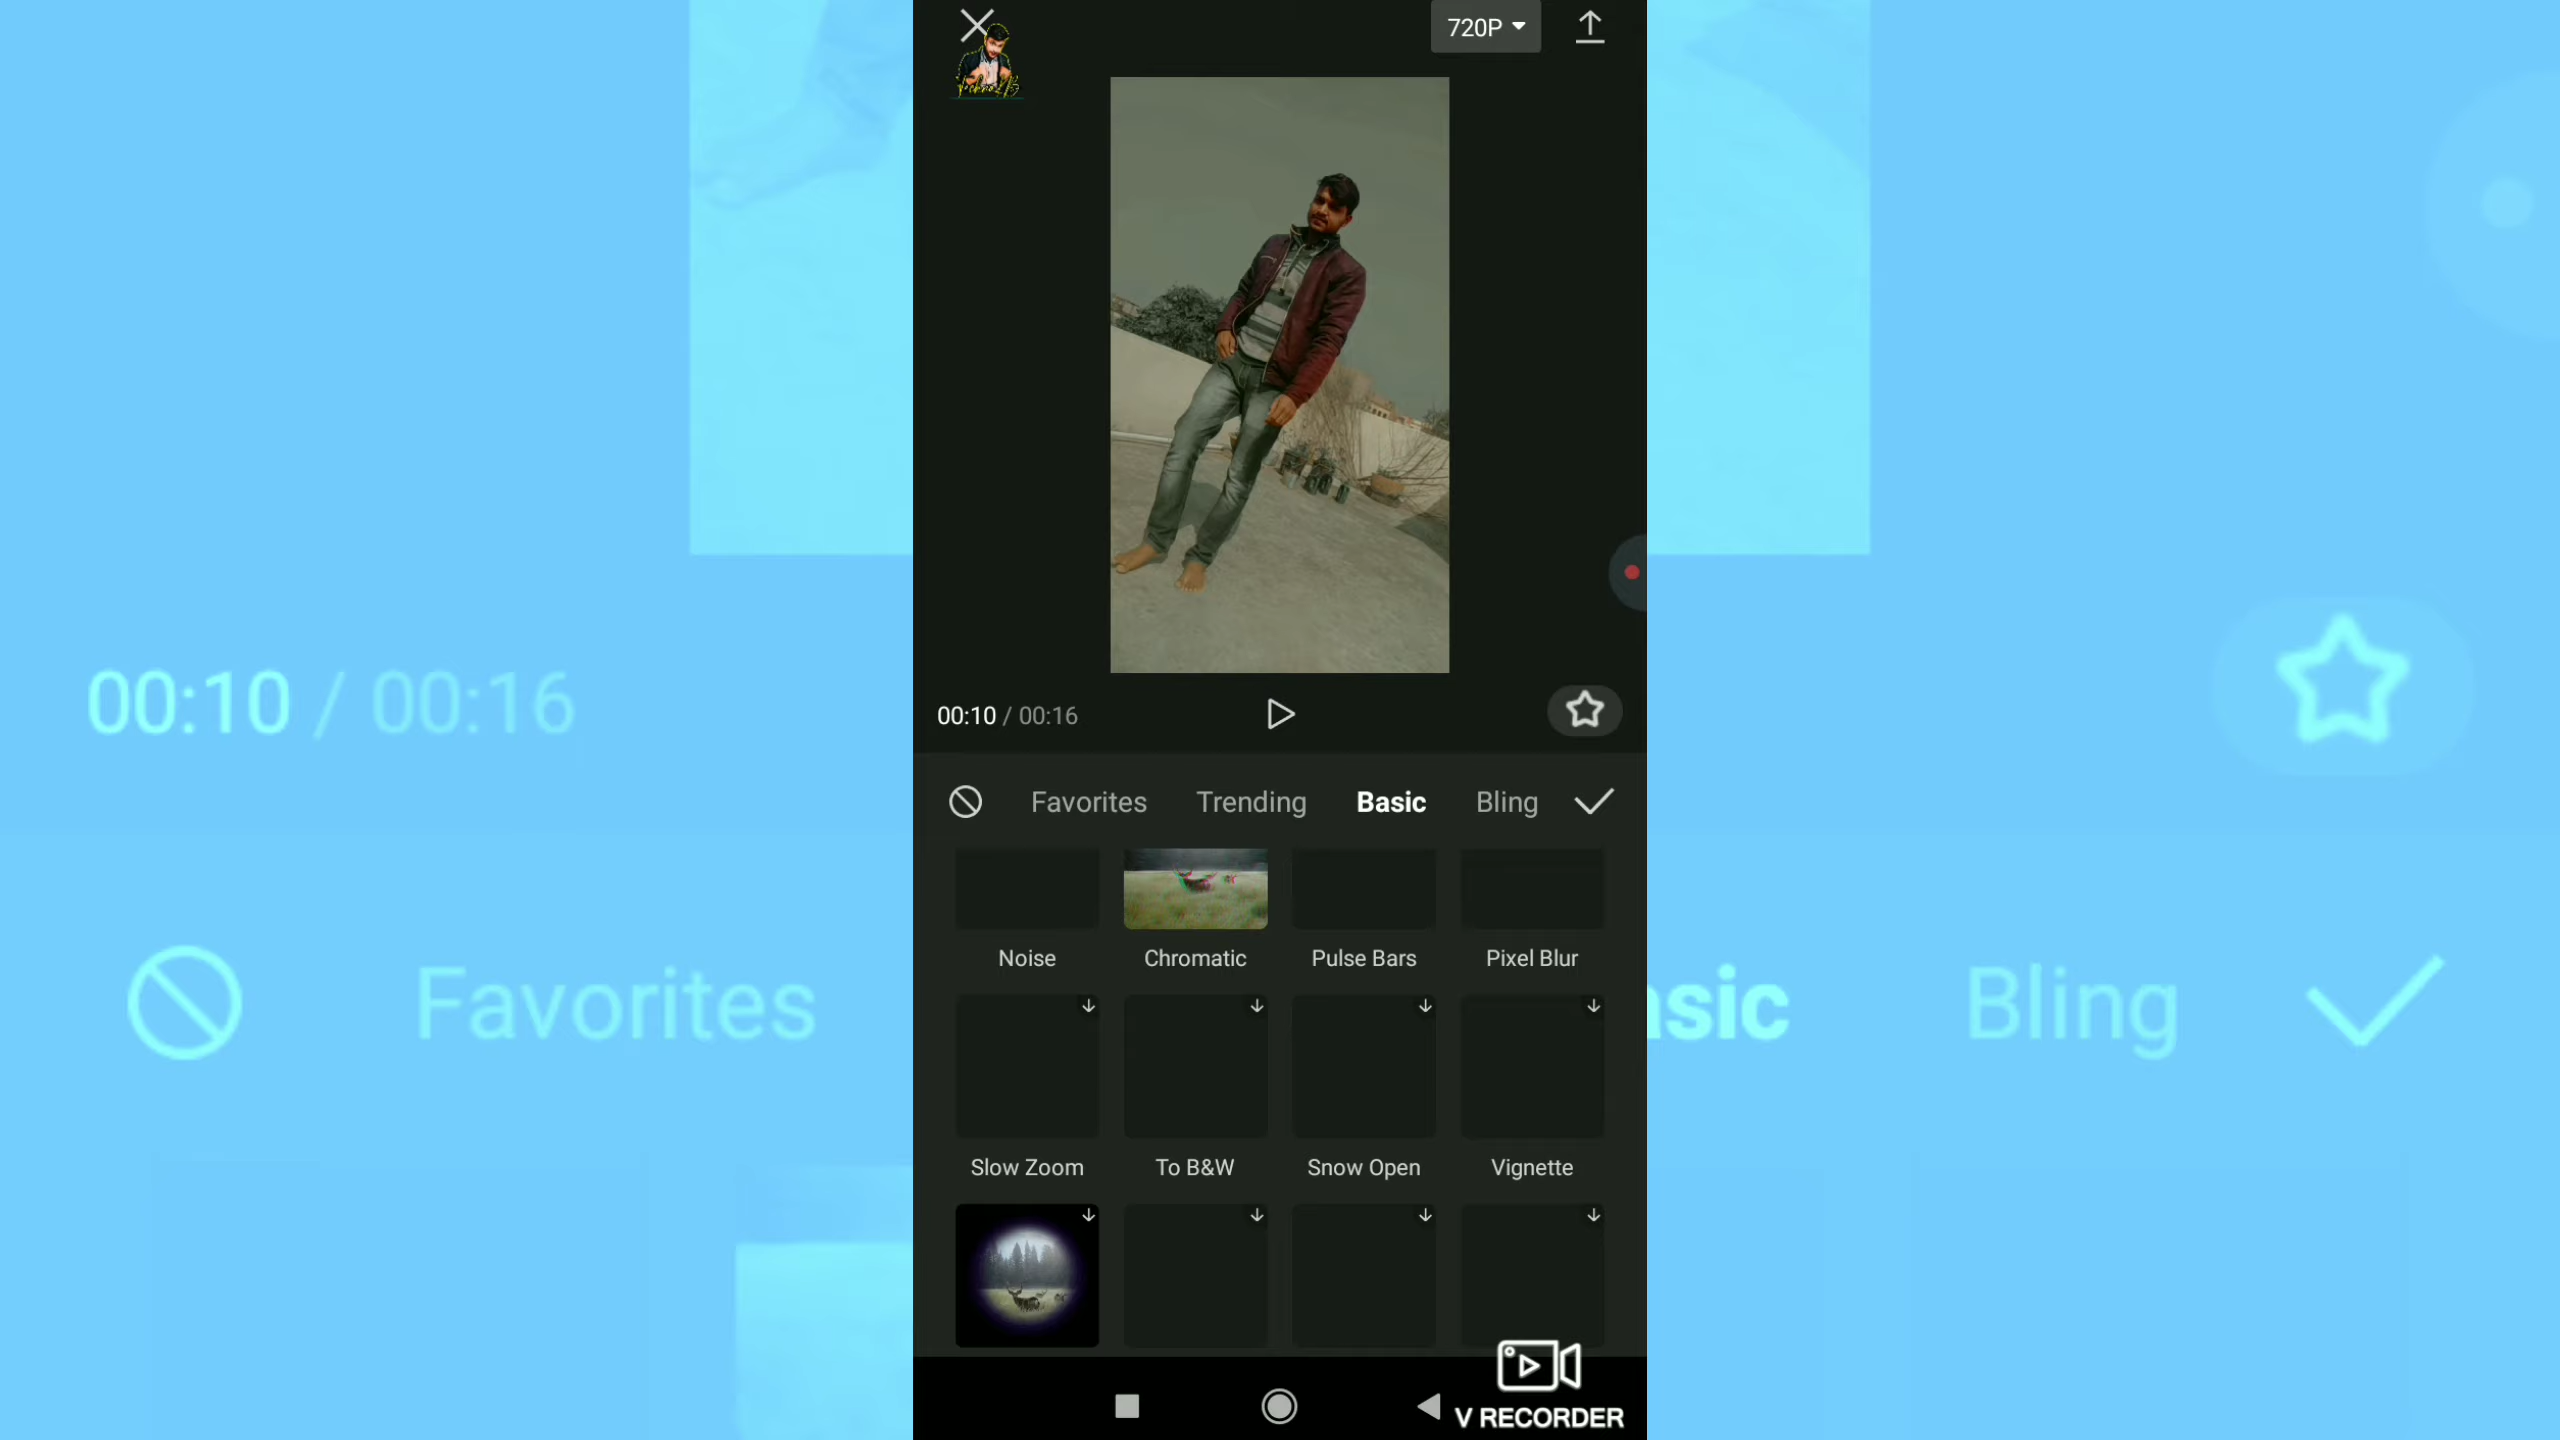 720P
00:10 / 00:16
Favorites Trending Basic Bling
Noise Chromatic Pulse Bars Pixel Blur
Slow Zoom To B&W Snow Open Vignette
V RECORDER
00:10 / 00:16
Favorites
asic Bling